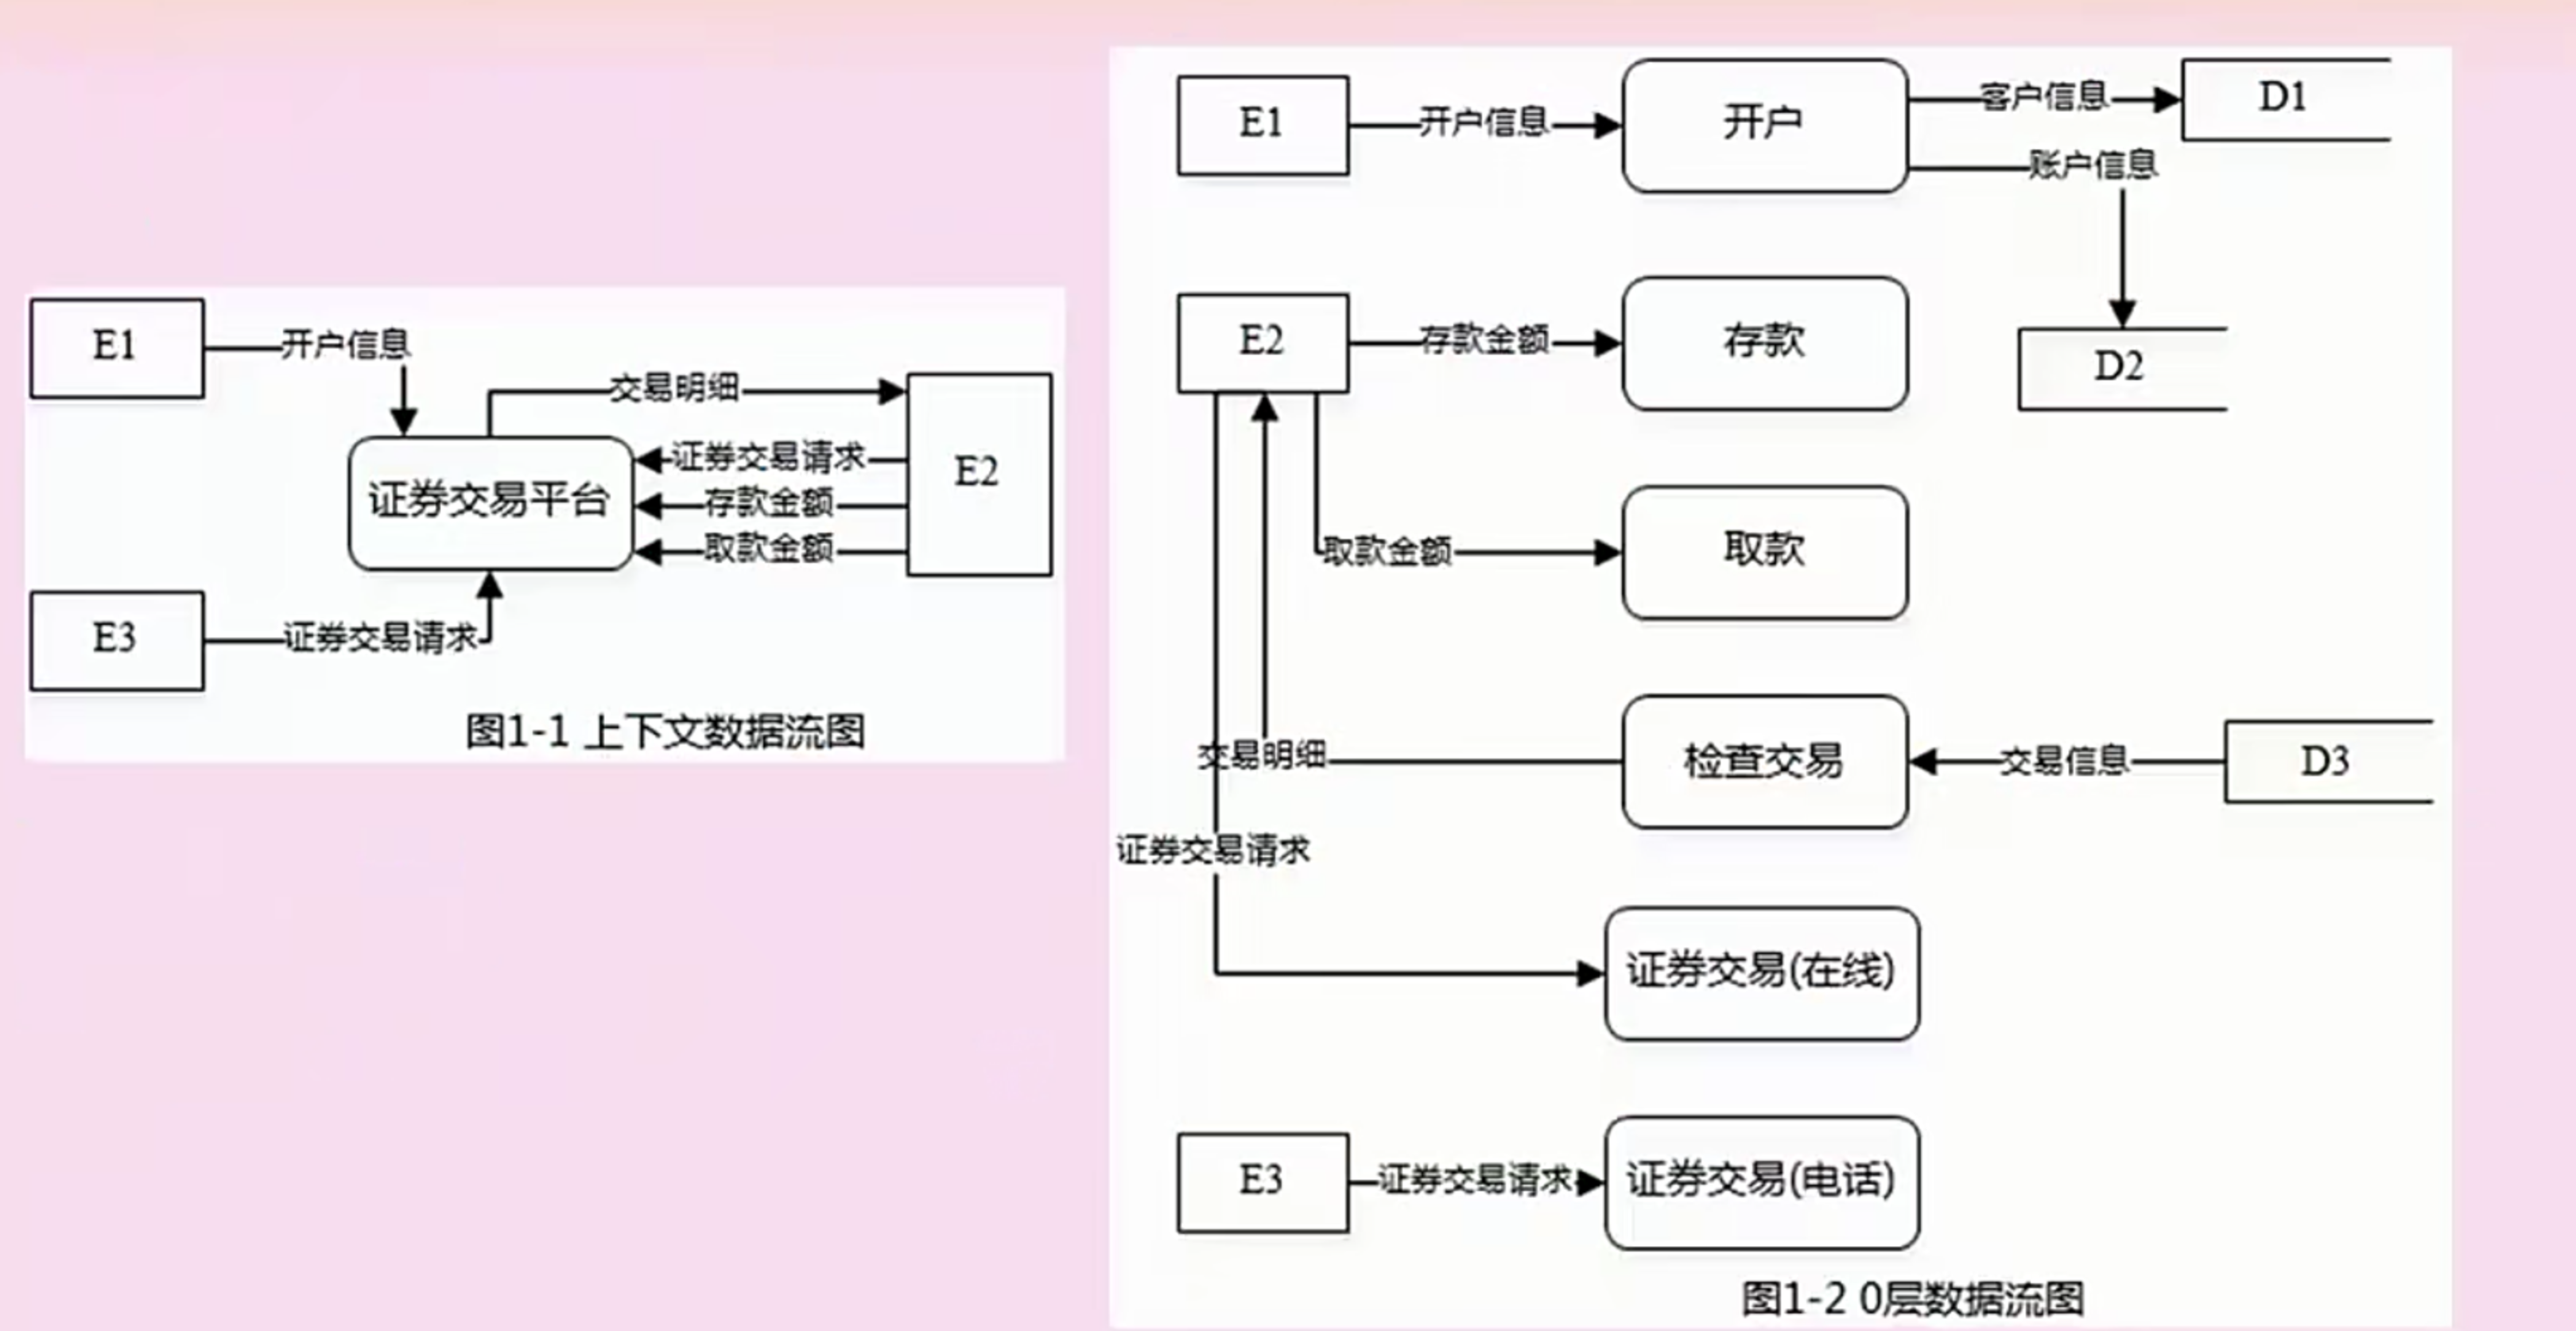 E1
开户信息
交易明细
证券交易请求
E2
证券交易平台
存款金额
取款金额
E3
证券交易请求
图1-1 上下文数据流图
E1
开户信息
开户
客户信息
D1
账户信息
E2
存款金额
存款
D2
取款金额
取款
交易明细
检查交易
交易信息
D3
证券交易请求
证券交易(在线)
E3
证券交易请求
证券交易(电话)
图1-2 0层数据流图